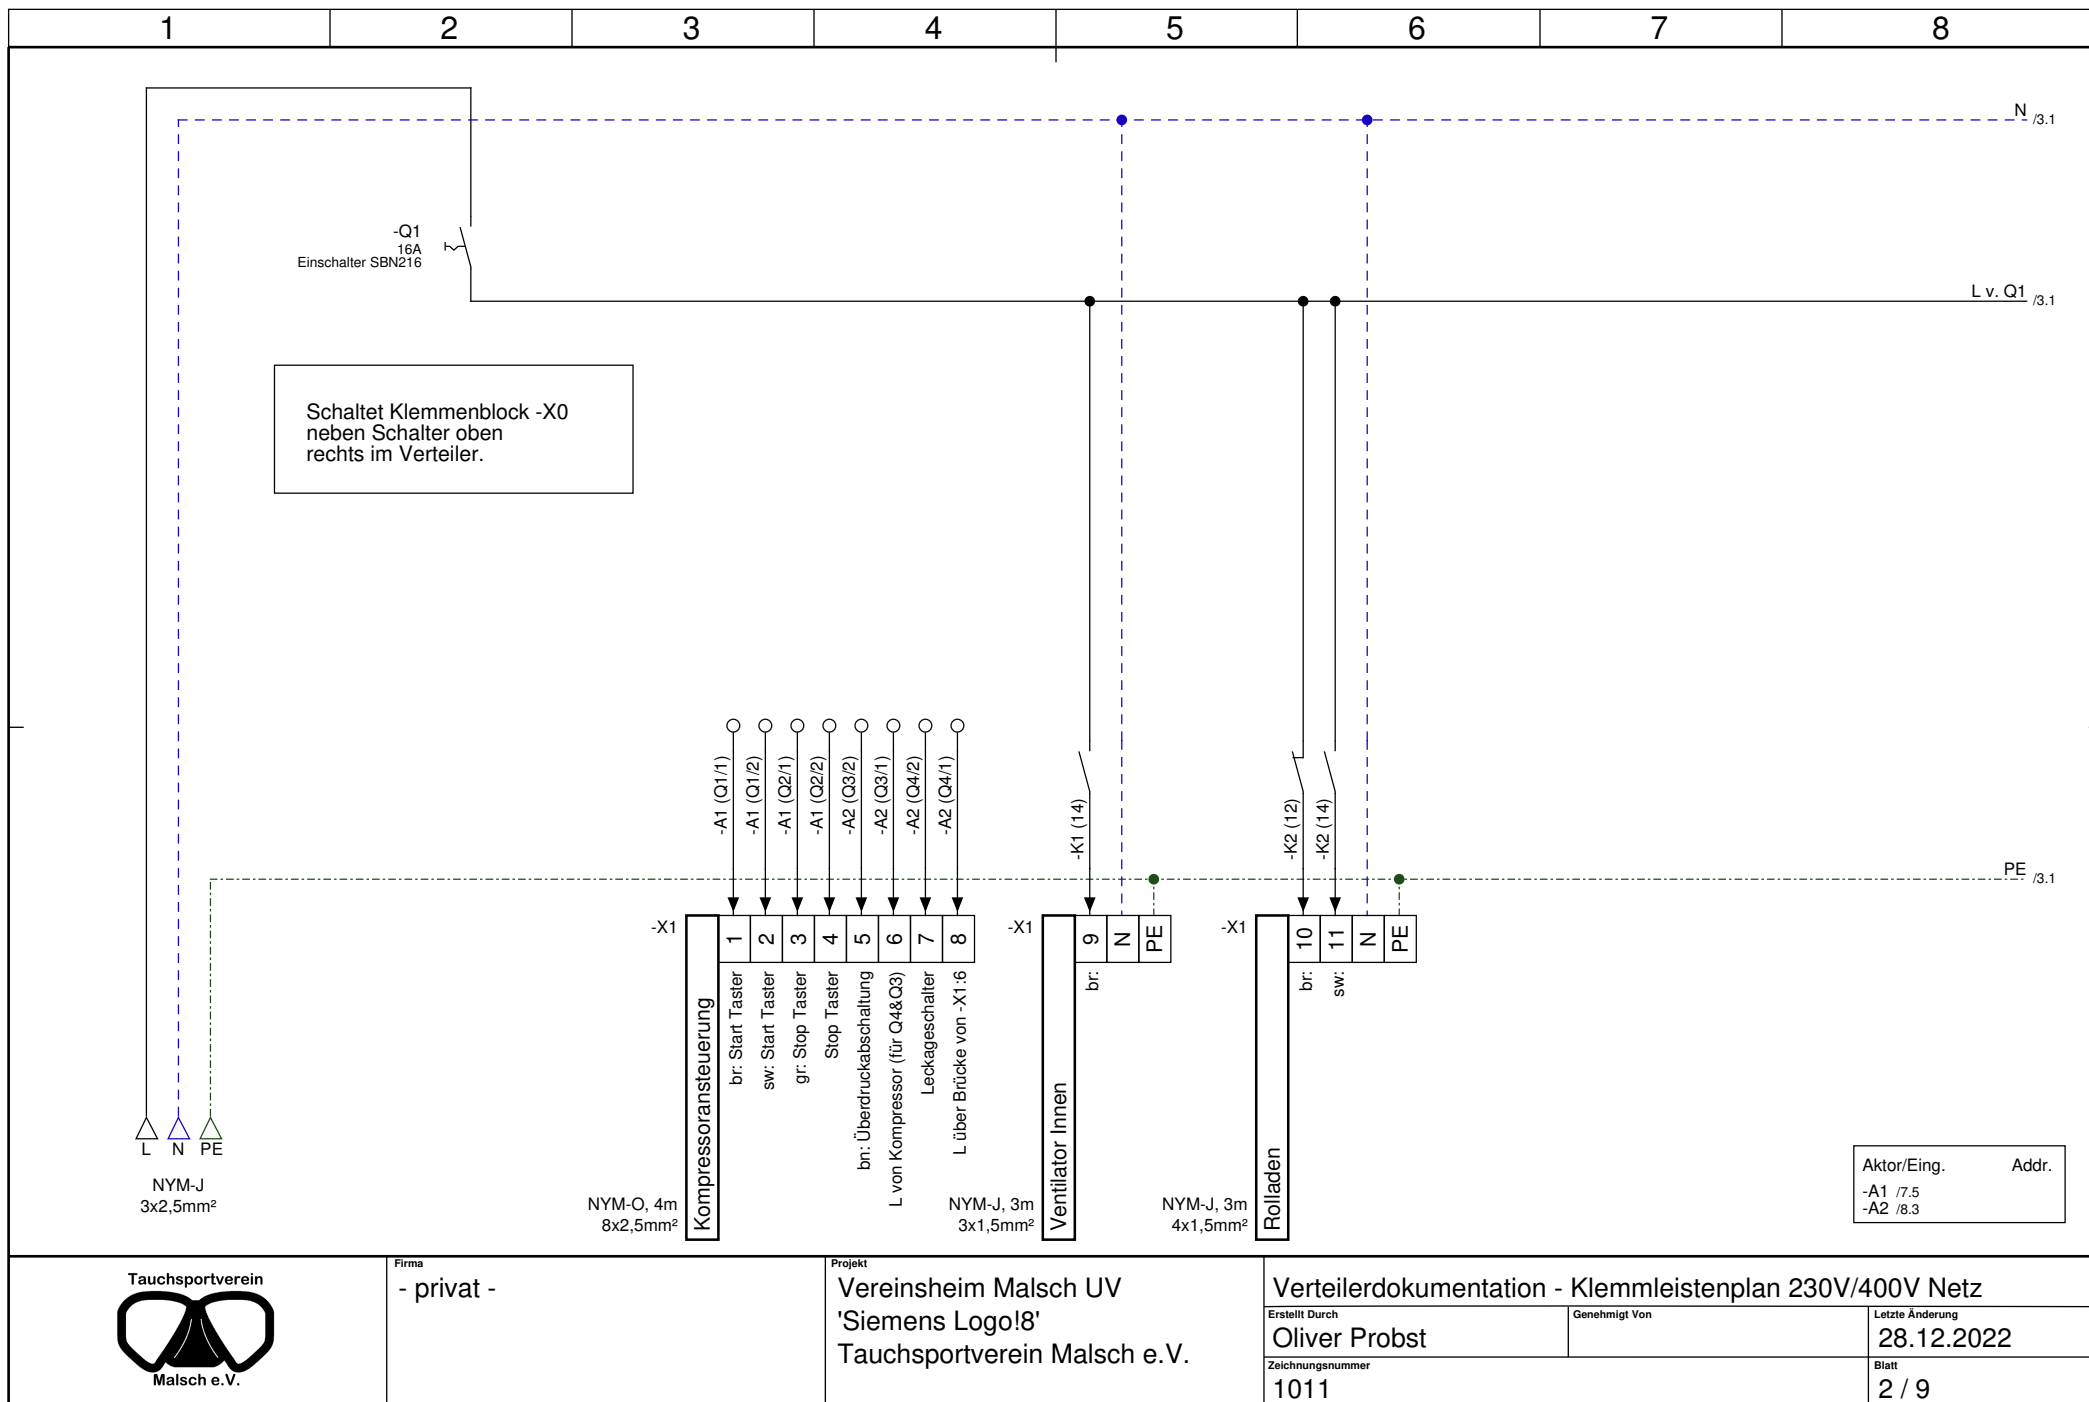 1 2 3 4 5 6 7 8
N /3.1
-Q1
16A
Einschalter SBN216
L v. Q1 /3.1
Schaltet Klemmenblock -X0
neben Schalter oben
rechts im Verteiler.
-A1 (Q1/1)
-A1 (Q1/2)
-A1 (Q2/1)
-A1 (Q2/2)
-A2 (Q3/2)
-A2 (Q3/1)
-A2 (Q4/2)
-A2 (Q4/1)
-K1 (14)
-K2 (12)
-K2 (14)
PE /3.1
-X1
1 2 3 4 5 6 7 8
Kompressoransteuerung
br: Start Taster
sw: Start Taster
gr: Stop Taster
Stop Taster
bn: Überdruckabschaltung
L von Kompressor (für Q4&Q3)
Leckageschalter
L über Brücke von -X1:6
NYM-O, 4m
8x2,5mm²
-X1
9 N PE
Ventilator Innen
br:
NYM-J, 3m
3x1,5mm²
-X1
10 11 N PE
Rolladen
br:
sw:
NYM-J, 3m
4x1,5mm²
L N PE
NYM-J
3x2,5mm²
Aktor/Eing. Addr.
-A1 /7.5
-A2 /8.3
Tauchsportverein
Malsch e.V.
Firma
- privat -
Projekt
Vereinsheim Malsch UV
'Siemens Logo!8'
Tauchsportverein Malsch e.V.
Verteilerdokumentation - Klemmleistenplan 230V/400V Netz
Erstellt Durch
Oliver Probst
Genehmigt Von
Letzte Änderung
28.12.2022
Zeichnungsnummer
1011
Blatt
2 / 9